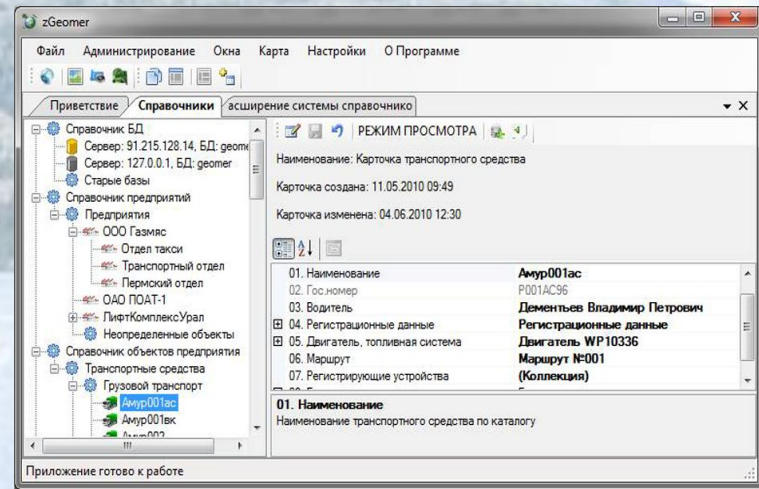 zGeomer
Файл Администрирование Окна Карта Настройки О Программе
Приветствие Справочники асширение системы справочнико
Справочник БД
Сервер: 91.215.128.14, БД: geome
Сервер: 127.0.0.1, БД: geomer
Старые базы
Справочник предприятий
Предприятия
ООО Газмяс
Отдел такси
Транспортный отдел
Пермский отдел
ОАО ПОАТ-1
ЛифтКомплексУрал
Неопределенные объекты
Справочник объектов предприятия
Транспортные средства
Грузовой транспорт
Амур001ас
Амур001вк
Амур002
РЕЖИМ ПРОСМОТРА
Наименование: Карточка транспортного средства
Карточка создана: 11.05.2010 09:49
Карточка изменена: 04.06.2010 12:30
01. Наименование Амур001ас
02. Гос.номер Р001АС96
03. Водитель Дементьев Владимир Петрович
04. Регистрационные данные Регистрационные данные
05. Двигатель, топливная система Двигатель WP10336
06. Маршрут Маршрут №001
07. Регистрирующие устройства (Коллекция)
01. Наименование
Наименование транспортного средства по каталогу
Приложение готово к работе